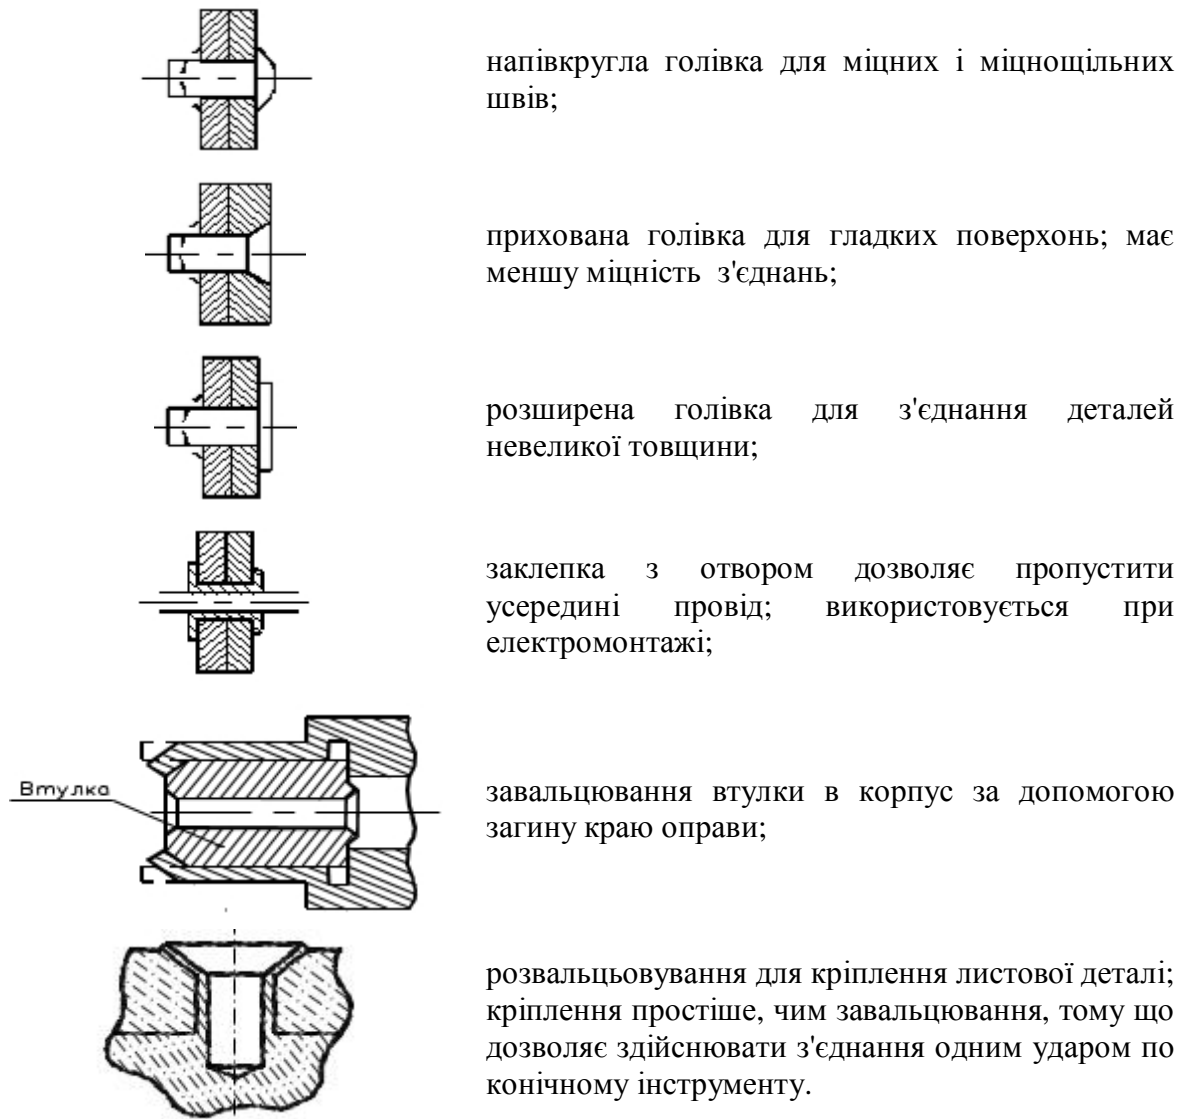 напівкругла голівка для міцних і міцнощільних
швів;
прихована голівка для гладких поверхонь; має
меншу міцність з'єднань;
розширена голівка для з'єднання деталей
невеликої товщини;
заклепка з отвором дозволяє пропустити
усередині провід; використовується при
електромонтажі;
Втулка
завальцювання втулки в корпус за допомогою
загину краю оправи;
розвальцьовування для кріплення листової деталі;
кріплення простіше, чим завальцювання, тому що
дозволяє здійснювати з'єднання одним ударом по
конічному інструменту.